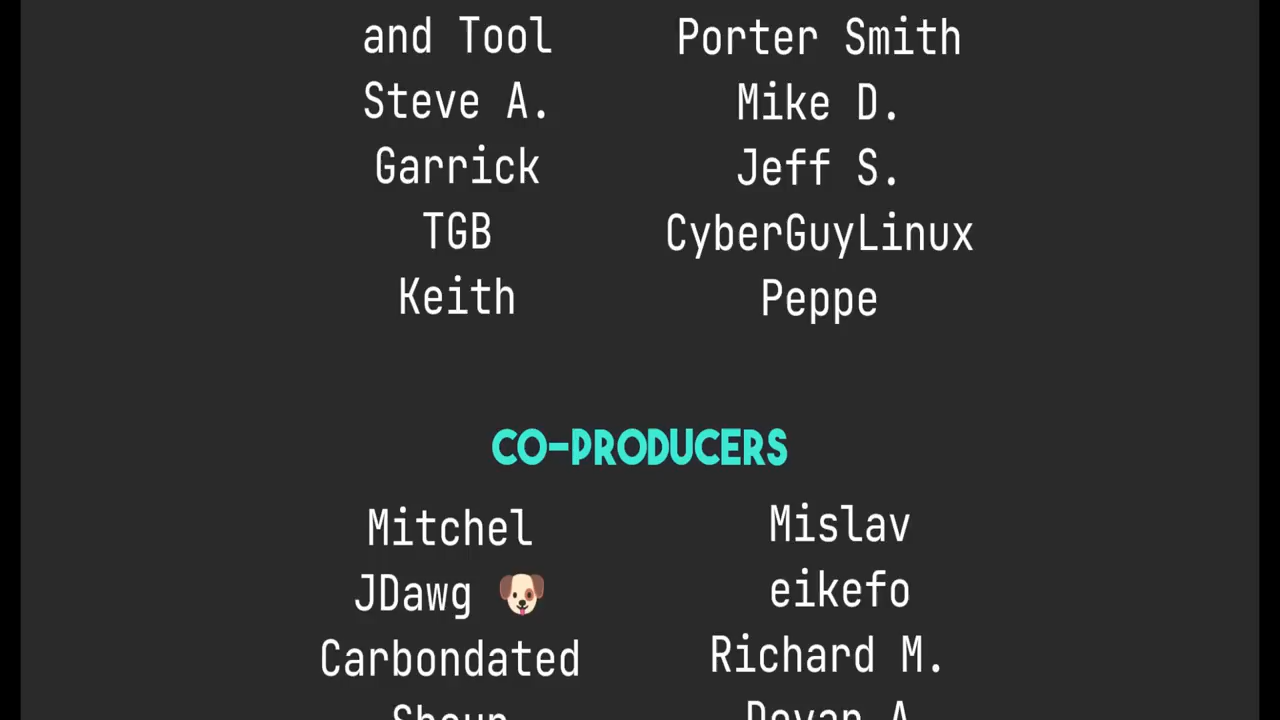 and Tool
Steve A.
Garrick
TGB
Keith
Porter Smith
Mike D.
Jeff S.
CyberGuyLinux
Peppe
CO-PRODUCERS
Mitchel
JDawg 🐶
Carbondated
Mislav
eikefo
Richard M.